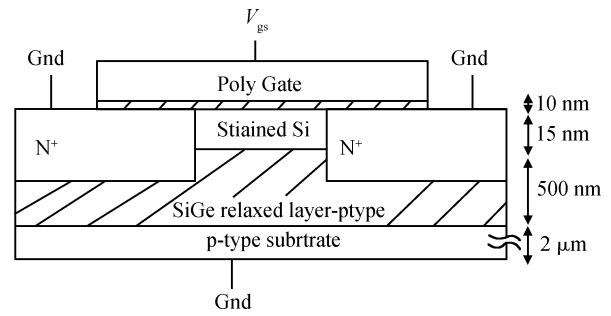 V_gs
Gnd
Gnd
Poly Gate
10 nm
Stiained Si
15 nm
N⁺
N⁺
500 nm
SiGe relaxed layer-ptype
p-type subrtrate
2 μm
Gnd